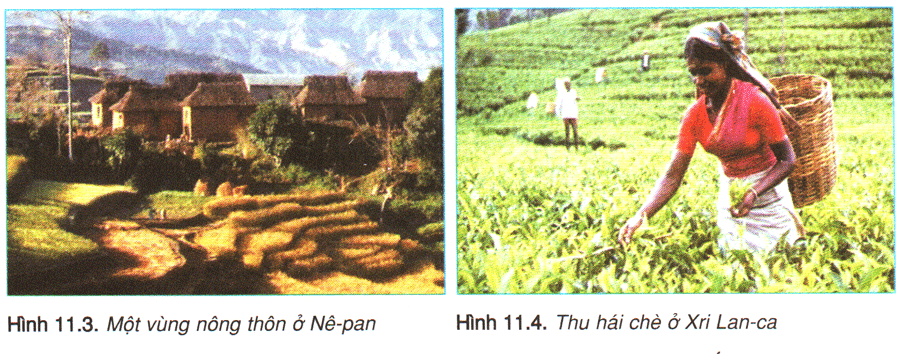 Hình 11.3. Một vùng nông thôn ở Nê-pan
Hình 11.4. Thu hái chè ở Xri Lan-ca